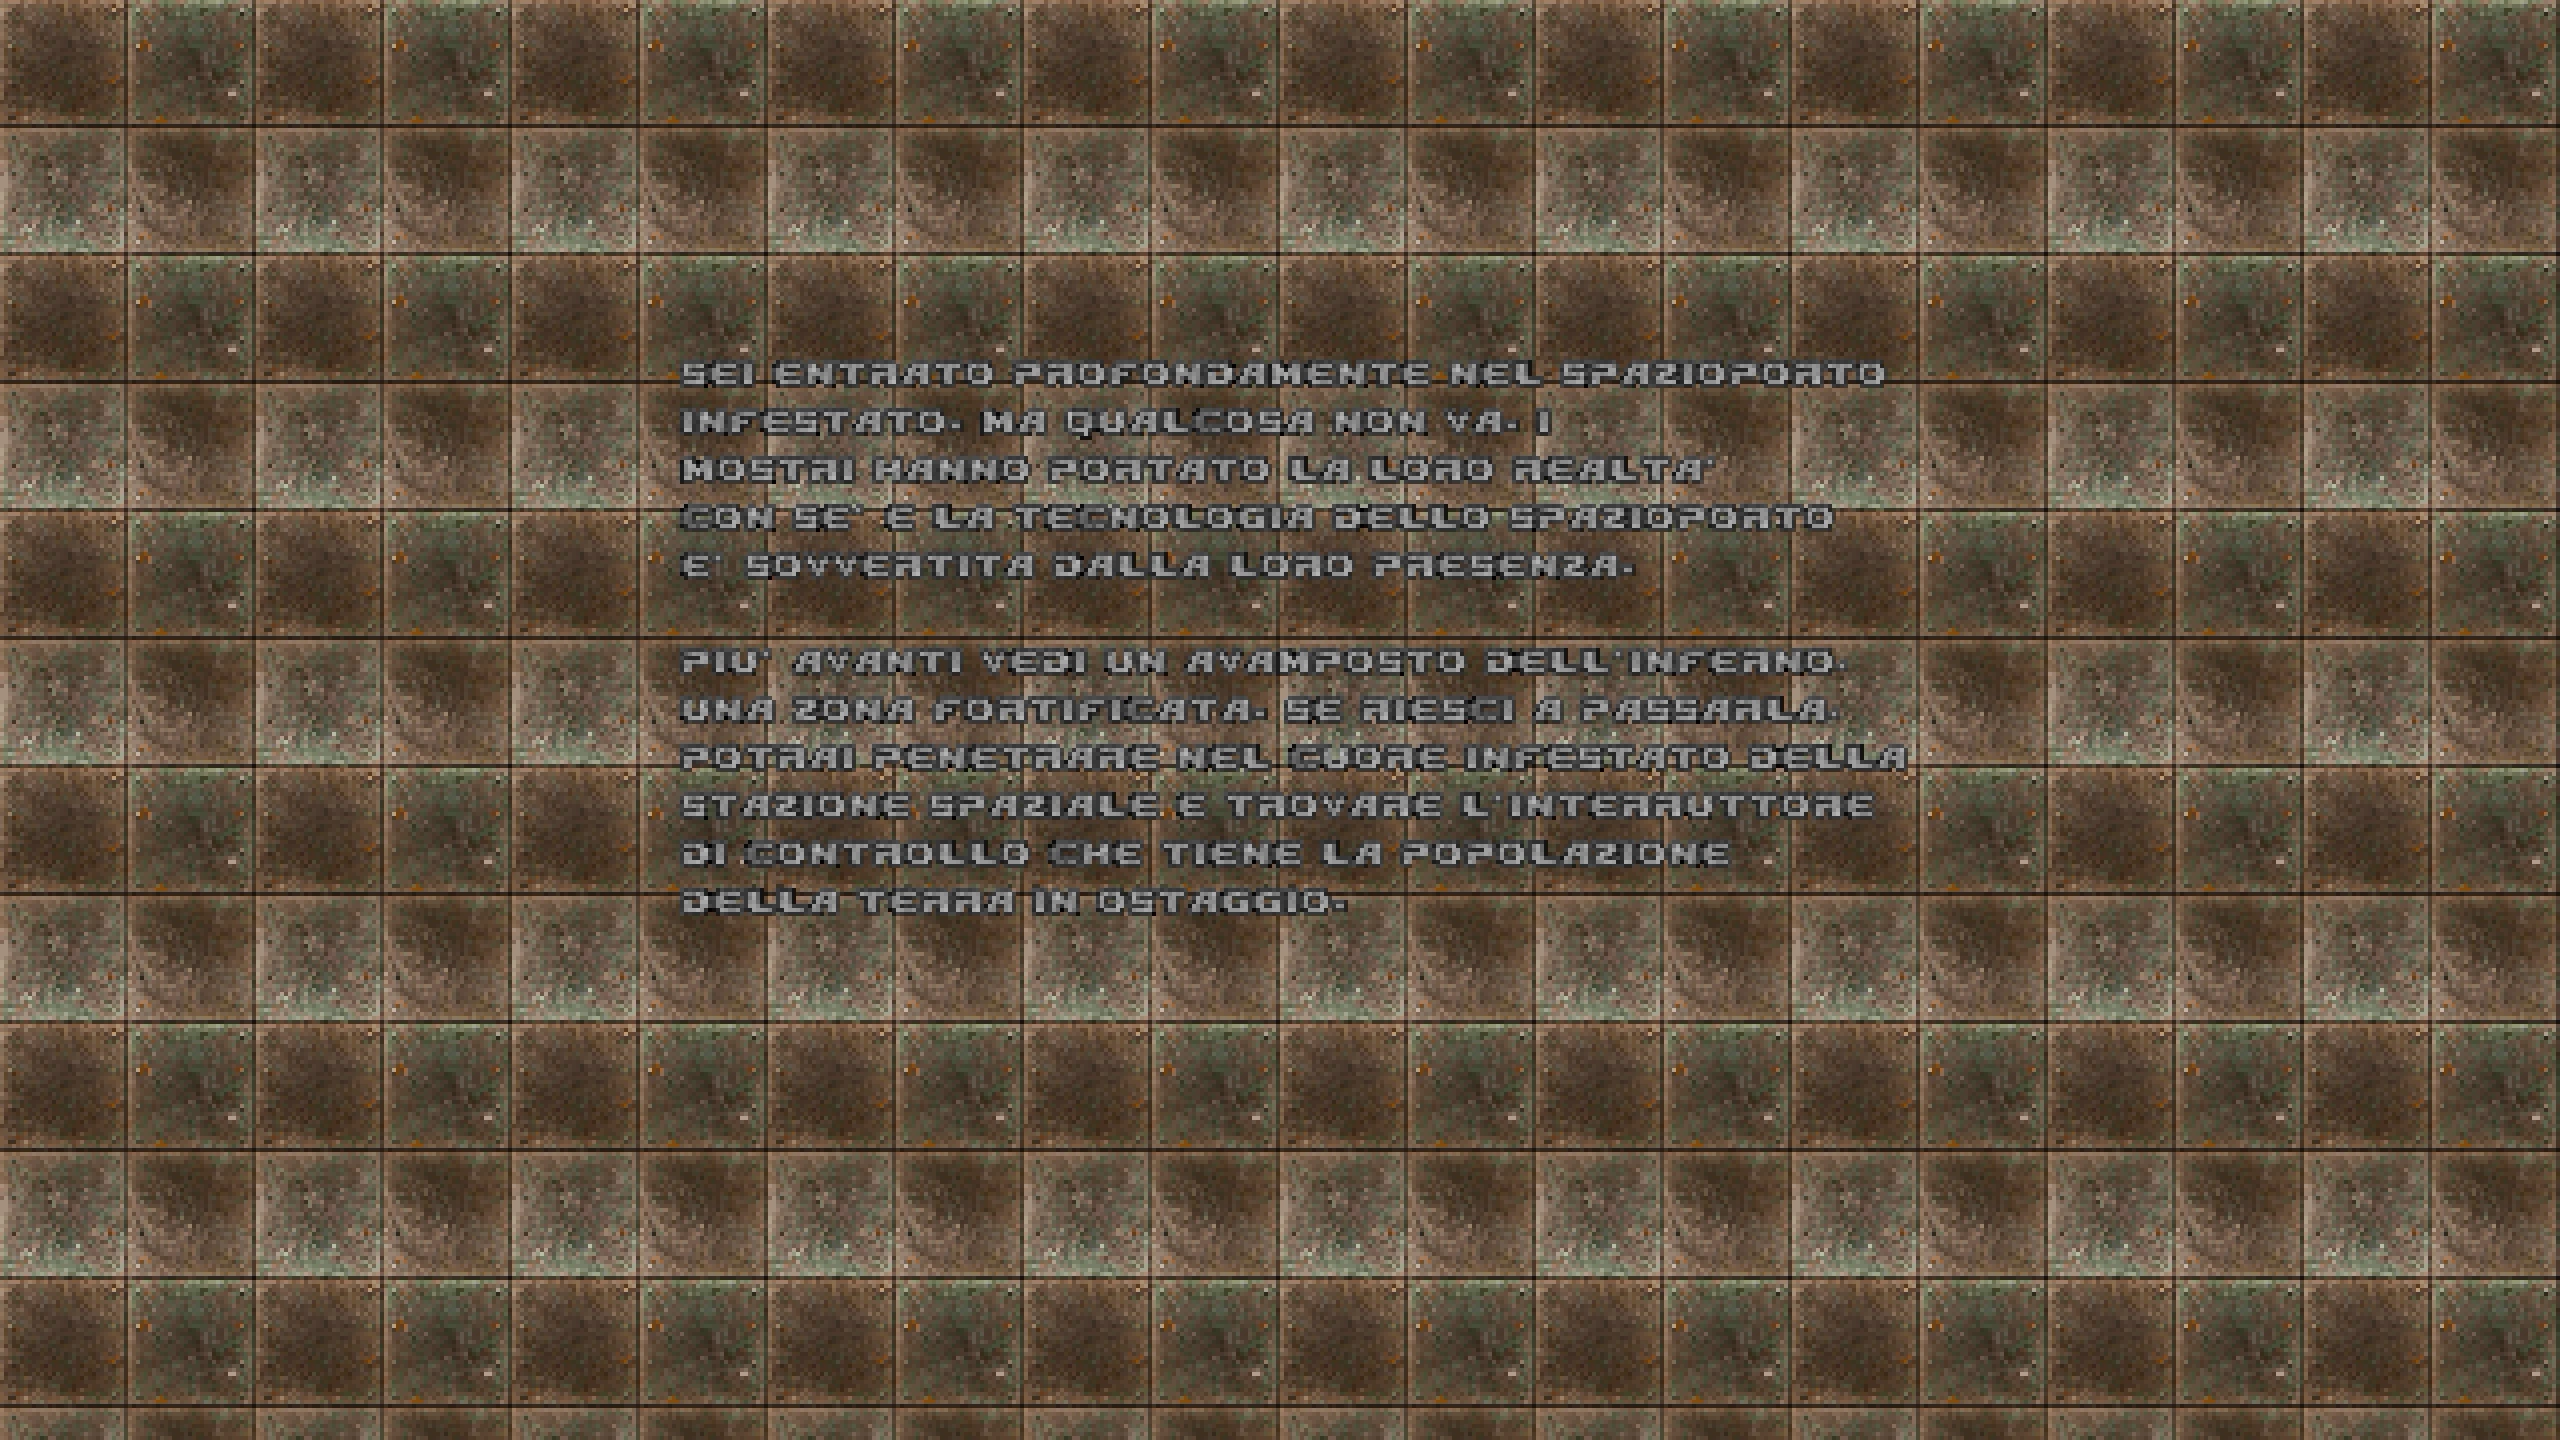 SEI ENTRATO PROFONDAMENTE NEL SPAZIOPORTO
INFESTATO. MA QUALCOSA NON VA. I
MOSTRI HANNO PORTATO LA LORO REALTA'
CON SE' E LA TECNOLOGIA DELLO SPAZIOPORTO
E' SOVVERTITA DALLA LORO PRESENZA.

PIU' AVANTI VEDI UN AVAMPOSTO DELL'INFERNO,
UNA ZONA FORTIFICATA. SE RIESCI A PASSARLA,
POTRAI PENETRARE NEL CUORE INFESTATO DELLA
STAZIONE SPAZIALE E TROVARE L'INTERRUTTORE
DI CONTROLLO CHE TIENE LA POPOLAZIONE
DELLA TERRA IN OSTAGGIO.